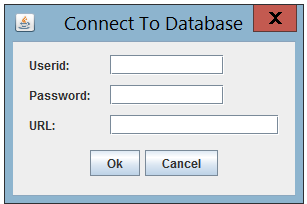 Connect To Database X
Userid:
Password:
URL:
Ok Cancel